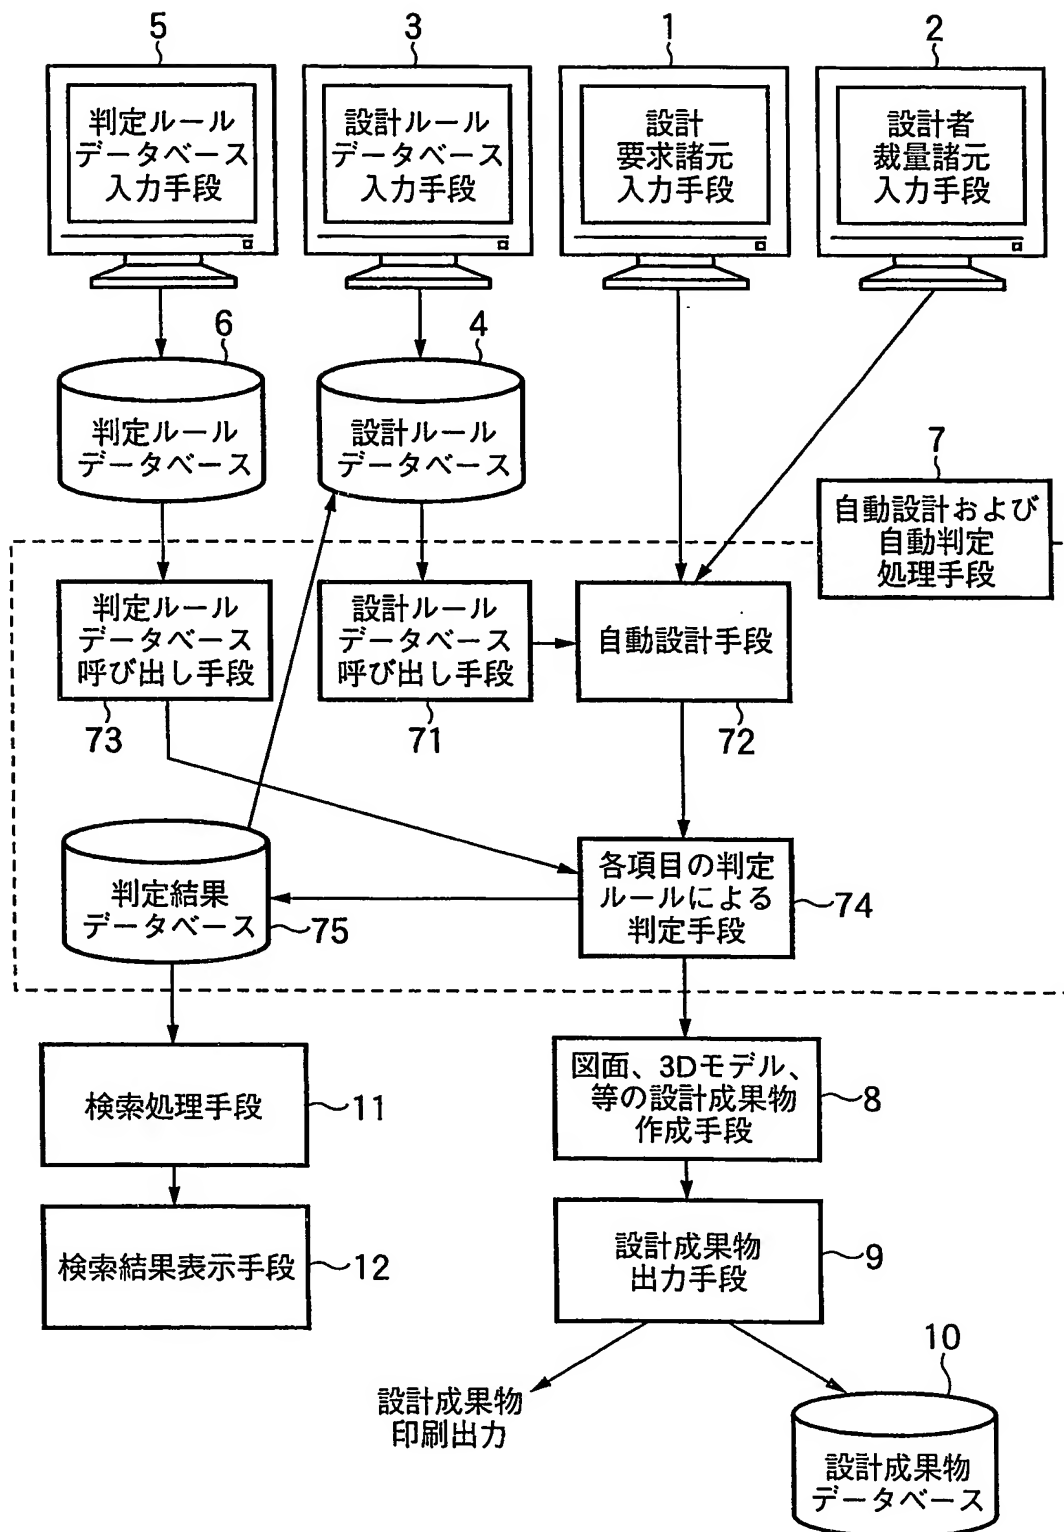 5
3
1
2
判定ルール
データベース
入力手段
設計ルール
データベース
入力手段
設計
要求諸元
入力手段
設計者
裁量諸元
入力手段
6
4
判定ルール
データベース
設計ルール
データベース
7
自動設計および
自動判定
処理手段
判定ルール
データベース
呼び出し手段
設計ルール
データベース
呼び出し手段
自動設計手段
73
71
72
判定結果
データベース
75
各項目の判定
ルールによる
判定手段
74
検索処理手段
11
図面、3Dモデル、
等の設計成果物
作成手段
8
検索結果表示手段
12
設計成果物
出力手段
9
設計成果物
印刷出力
10
設計成果物
データベース